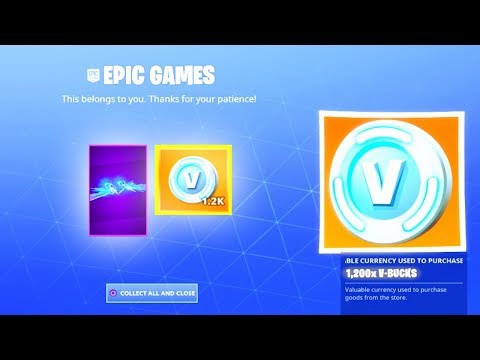 EPIC GAMES
This belongs to you. Thanks for your patience!
V
1.2K
V
ABLE CURRENCY USED TO PURCHASE
1,200x V-BUCKS
Valuable currency used to purchase
goods from the store.
COLLECT ALL AND CLOSE